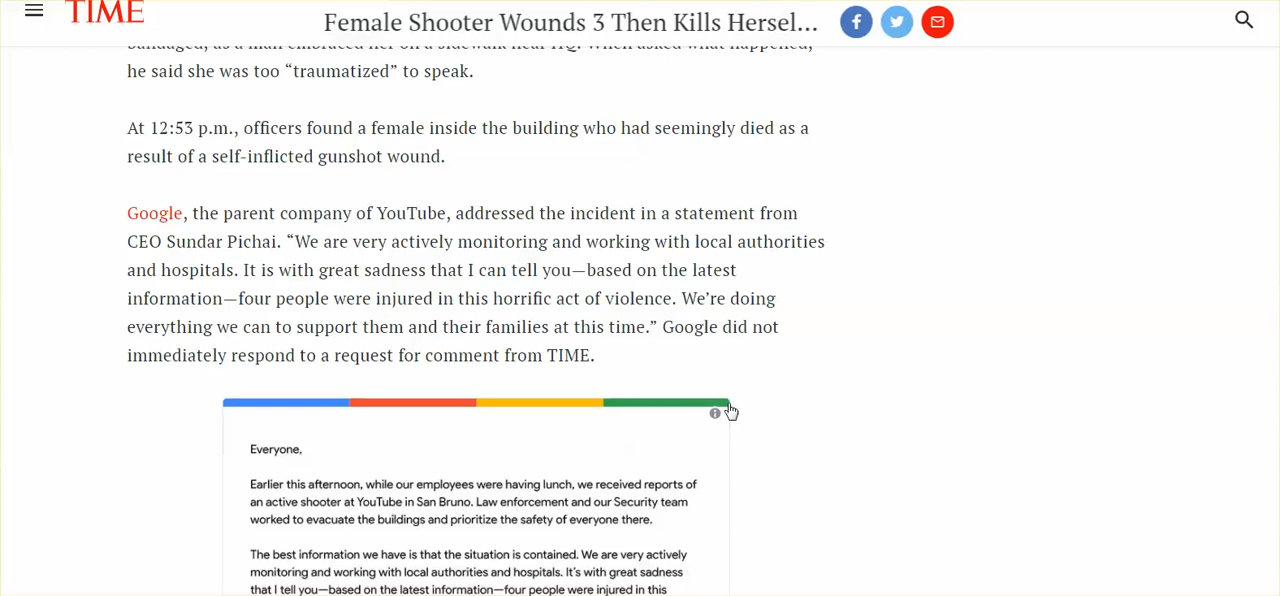 TIME
Female Shooter Wounds 3 Then Kills Hersel...
bandaged, as a man embraced her on a sidewalk near HQ. When asked what happened,
he said she was too “traumatized” to speak.
At 12:53 p.m., officers found a female inside the building who had seemingly died as a
result of a self-inflicted gunshot wound.
Google, the parent company of YouTube, addressed the incident in a statement from
CEO Sundar Pichai. “We are very actively monitoring and working with local authorities
and hospitals. It is with great sadness that I can tell you—based on the latest
information—four people were injured in this horrific act of violence. We’re doing
everything we can to support them and their families at this time.” Google did not
immediately respond to a request for comment from TIME.
Everyone,
Earlier this afternoon, while our employees were having lunch, we received reports of
an active shooter at YouTube in San Bruno. Law enforcement and our Security team
worked to evacuate the buildings and prioritize the safety of everyone there.
The best information we have is that the situation is contained. We are very actively
monitoring and working with local authorities and hospitals. It’s with great sadness
that I tell you—based on the latest information—four people were injured in this